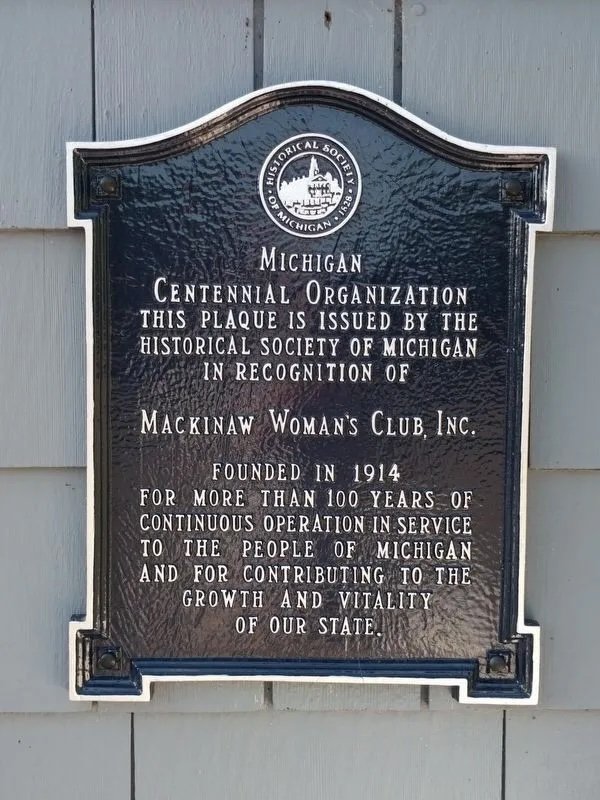 HISTORICAL SOCIETY
OF MICHIGAN · 1828 ·
MICHIGAN
CENTENNIAL ORGANIZATION
THIS PLAQUE IS ISSUED BY THE
HISTORICAL SOCIETY OF MICHIGAN
IN RECOGNITION OF
MACKINAW WOMAN'S CLUB, INC.
FOUNDED IN 1914
FOR MORE THAN 100 YEARS OF
CONTINUOUS OPERATION IN SERVICE
TO THE PEOPLE OF MICHIGAN
AND FOR CONTRIBUTING TO THE
GROWTH AND VITALITY
OF OUR STATE.